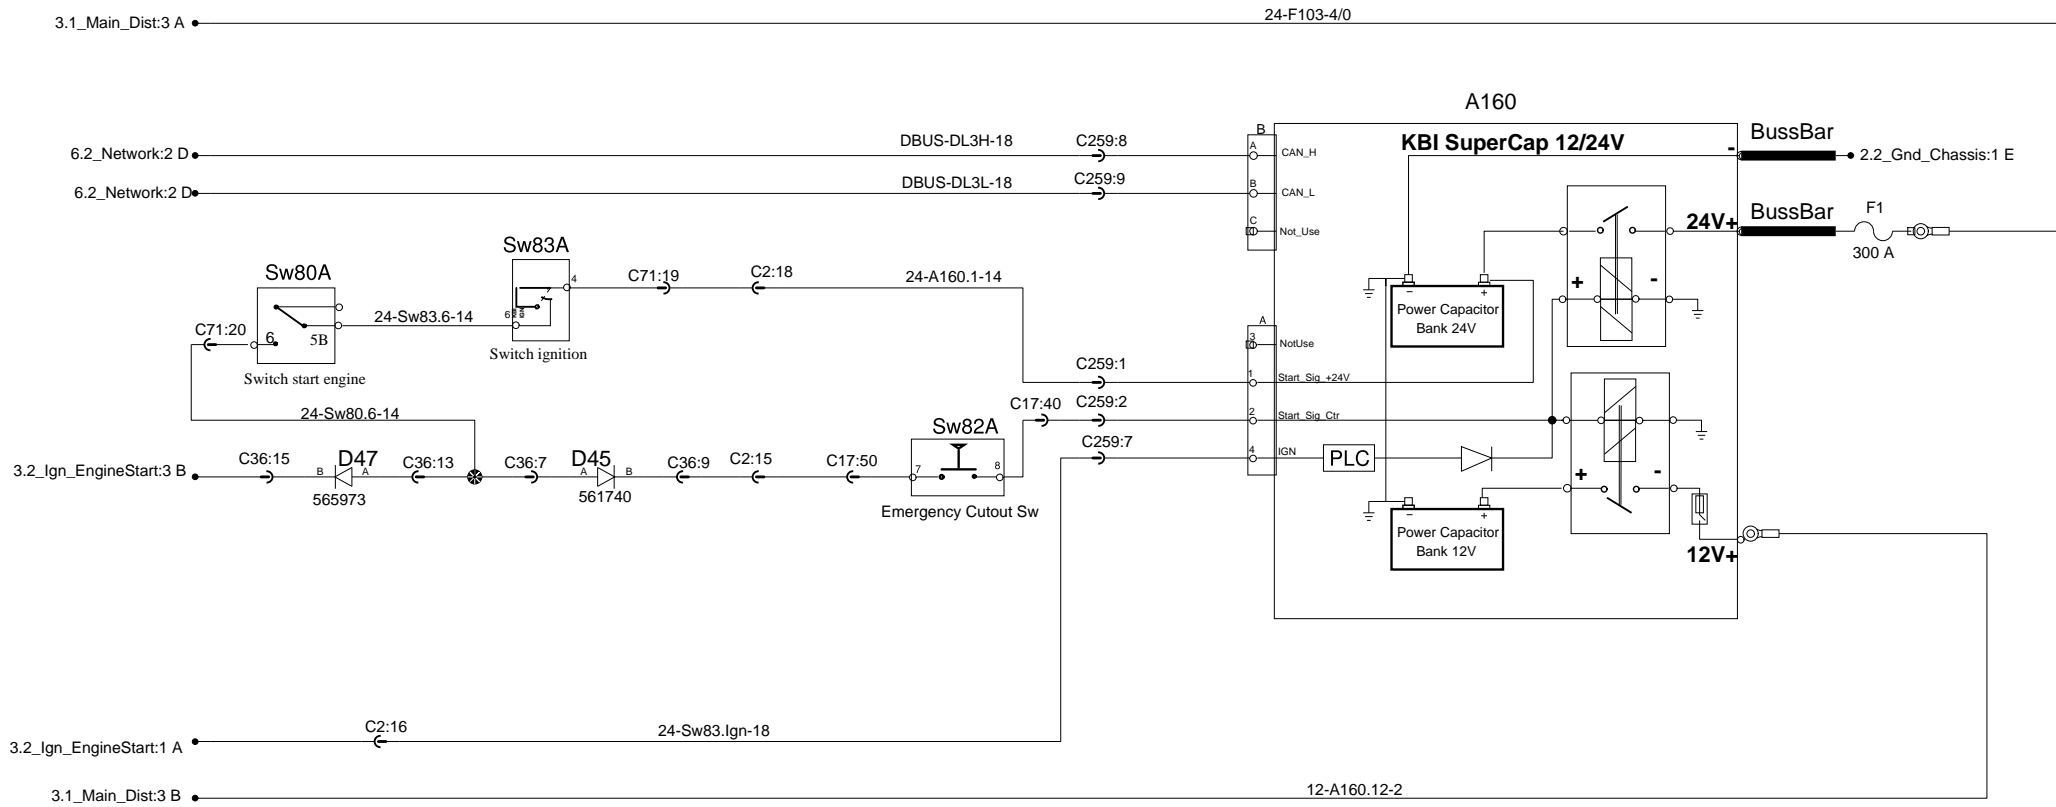 24-F103-4/0
3.1_Main_Dist:3 A
A160
KBI SuperCap 12/24V
BussBar
-
2.2_Gnd_Chassis:1 E
B
DBUS-DL3H-18
C259:8
A
CAN_H
6.2_Network:2 D
DBUS-DL3L-18
C259:9
B
CAN_L
6.2_Network:2 D
C
Not_Use
24V+
BussBar
F1
300 A
Sw83A
4
6
IGN
Switch ignition
C71:19
C2:18
24-A160.1-14
Sw80A
6
5B
Switch start engine
24-Sw83.6-14
C71:20
+
-
− +
Power Capacitor
Bank 24V
A
3
NotUse
C259:1
1
Start_Sig_+24V
C17:40
C259:2
2
Start_Sig_Ctr
C259:7
4
IGN
PLC
24-Sw80.6-14
3.2_Ign_EngineStart:3 B
C36:15
B
D47
A
565973
C36:13
C36:7
A
D45
B
561740
C36:9
C2:15
C17:50
Sw82A
7
8
Emergency Cutout Sw
+
-
− +
Power Capacitor
Bank 12V
12V+
C2:16
24-Sw83.Ign-18
3.2_Ign_EngineStart:1 A
12-A160.12-2
3.1_Main_Dist:3 B